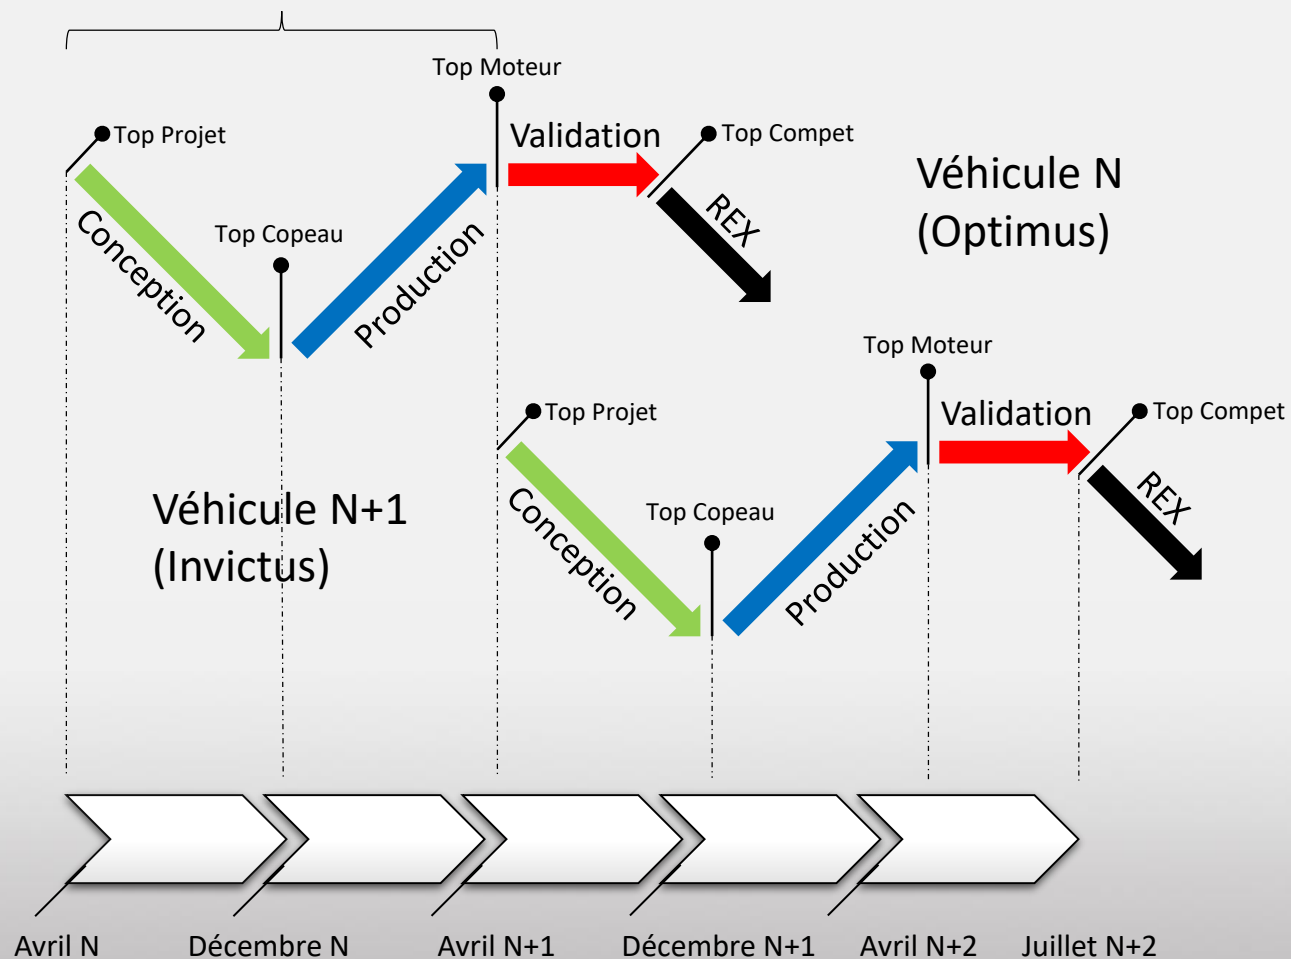 Top Moteur
Top Projet
Validation
Top Compet
Véhicule N
(Optimus)
Conception
Top Copeau
Production
REX
Top Moteur
Top Projet
Validation
Top Compet
Véhicule N+1
(Invictus)
Conception
Top Copeau
Production
REX
Avril N
Décembre N
Avril N+1
Décembre N+1
Avril N+2
Juillet N+2